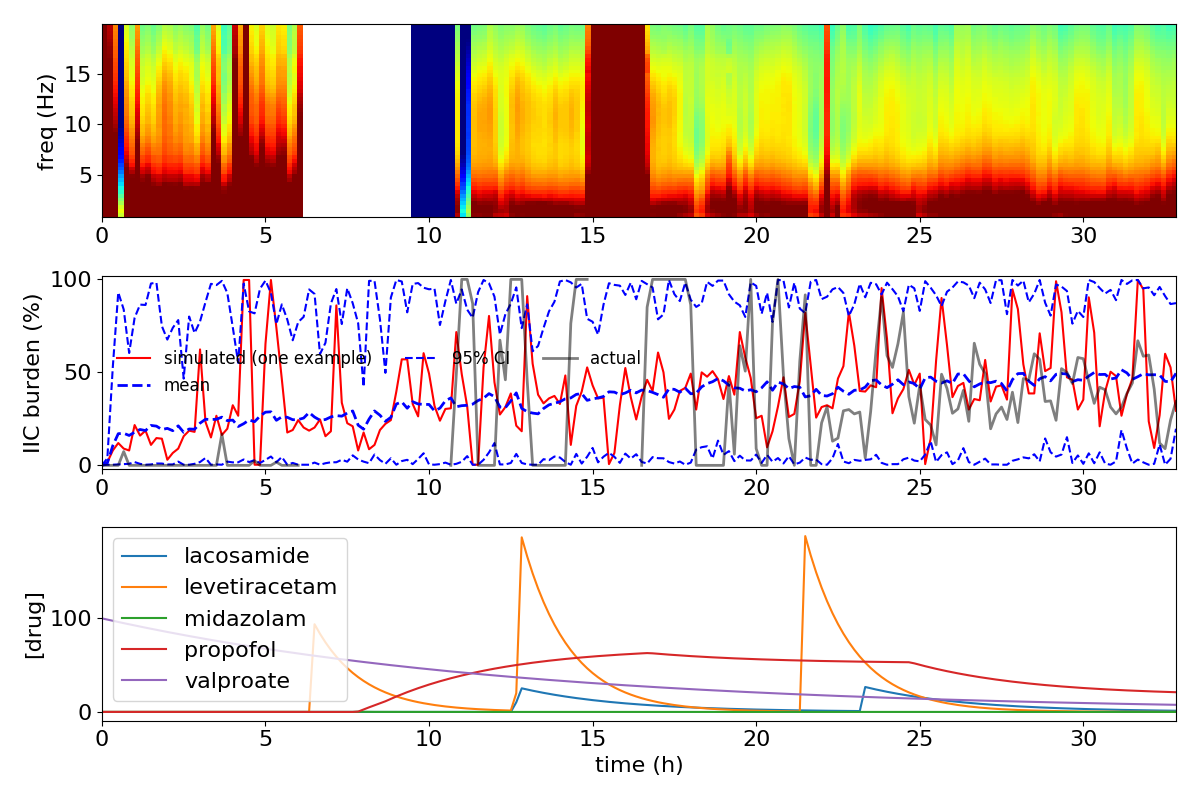 freq (Hz)
15
10
5
0 5 10 15 20 25 30
IIC burden (%)
100
50
0
simulated (one example) 95% CI actual
mean
0 5 10 15 20 25 30
[drug]
100
0
lacosamide
levetiracetam
midazolam
propofol
valproate
0 5 10 15 20 25 30
time (h)